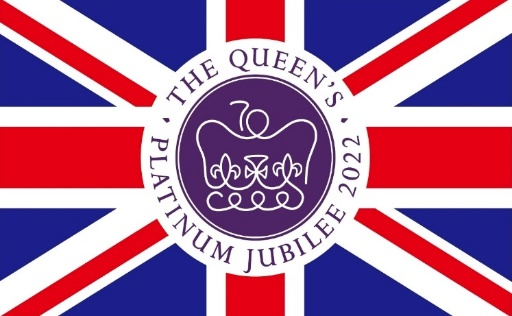 THE QUEEN'S
PLATINUM JUBILEE 2022
70